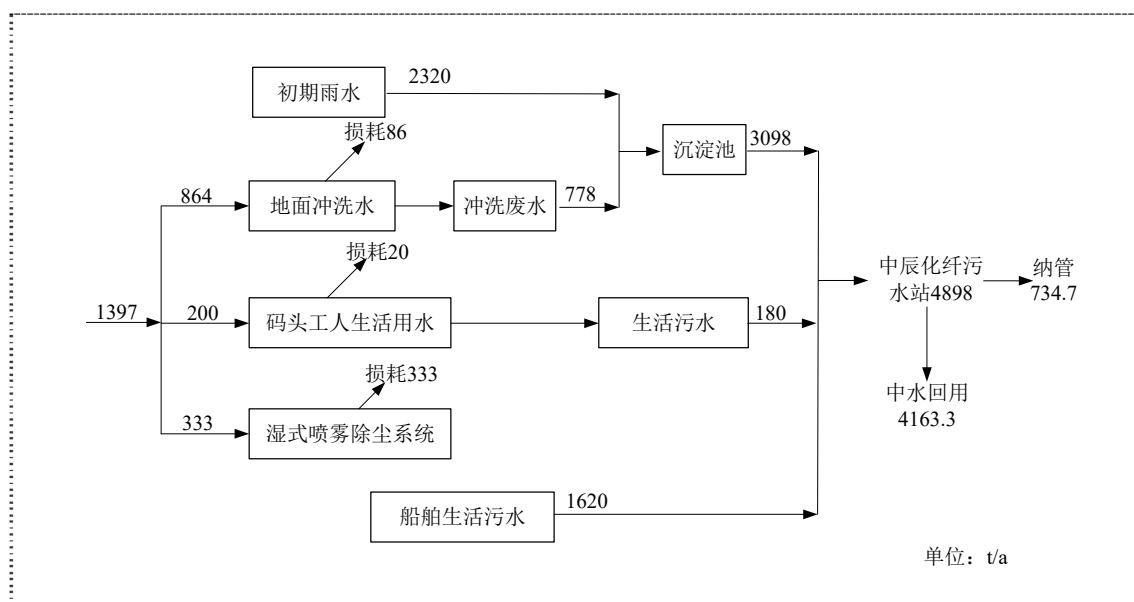 初期雨水
2320
损耗86
沉淀池
3098
864
地面冲洗水
冲洗废水
778
损耗20
中辰化纤污
水站4898
纳管
734.7
1397
200
码头工人生活用水
生活污水
180
损耗333
中水回用
4163.3
333
湿式喷雾除尘系统
船舶生活污水
1620
单位：t/a